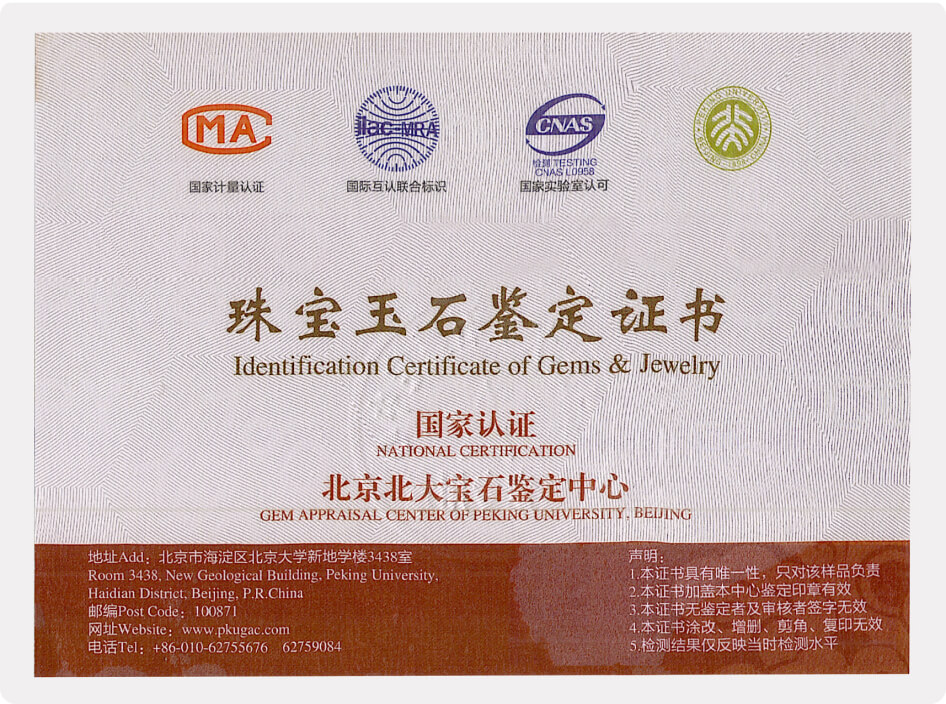 MA
ilac-MRA
CNAS
检测 TESTING
CNAS L0958
国家计量认证
国际互认联合标识
国家实验室认可
PEKING UNIVERSITY
珠宝玉石鉴定证书
Identification Certificate of Gems & Jewelry
国家认证
NATIONAL CERTIFICATION
北京北大宝石鉴定中心
GEM APPRAISAL CENTER OF PEKING UNIVERSITY, BEIJING
地址Add：北京市海淀区北京大学新地学楼3438室
Room 3438, New Geological Building, Peking University,
Haidian District, Beijing, P.R.China
邮编Post Code：100871
网址Website：www.pkugac.com
电话Tel：+86-010-62755676 62759084
声明：
1.本证书具有唯一性，只对该样品负责
2.本证书加盖本中心鉴定印章有效
3.本证书无鉴定者及审核者签字无效
4.本证书涂改、增删、剪角、复印无效
5.检测结果仅反映当时检测水平